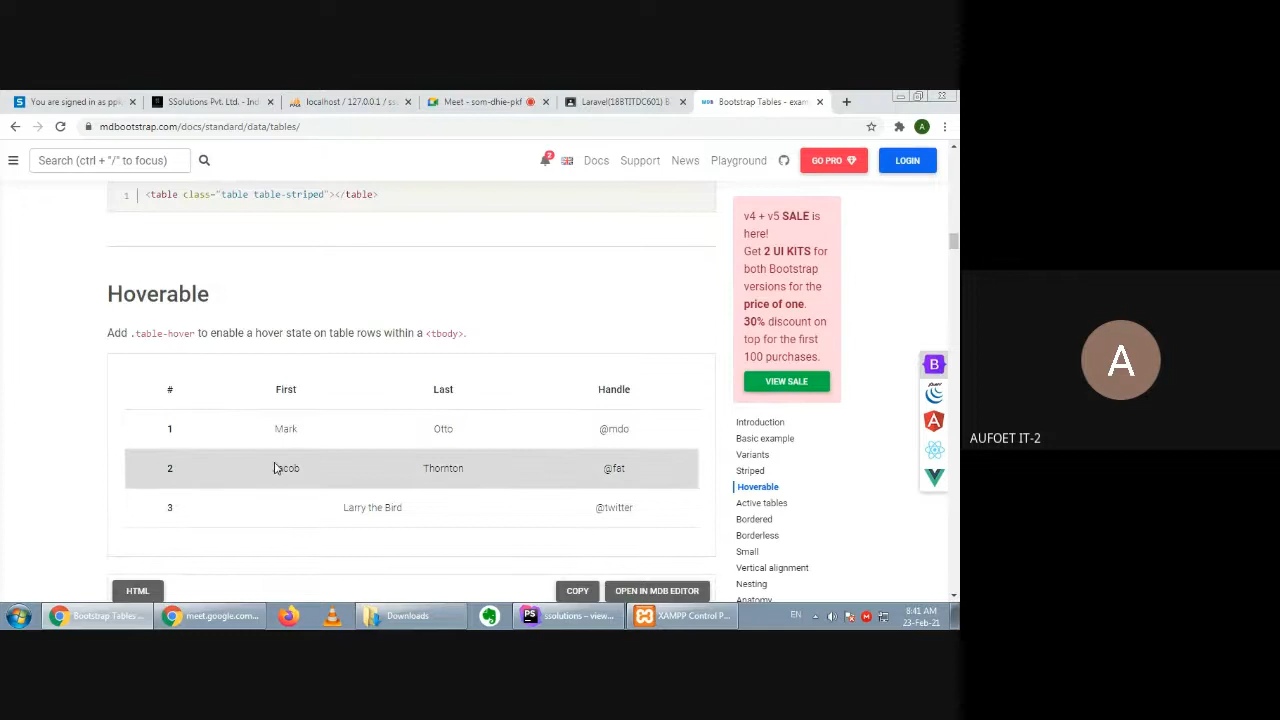 You are signed in as ppl
SSolutions Pvt. Ltd. - Ind
localhost / 127.0.0.1 / ss
Meet - som-dhie-pkf
Laravel(18BTITDC601) B
MDB Bootstrap Tables - exam
mdbootstrap.com/docs/standard/data/tables/
A
Search (ctrl + "/" to focus)
2
Docs
Support
News
Playground
GO PRO
LOGIN
1 <table class="table table-striped"></table>
Hoverable
Add .table-hover to enable a hover state on table rows within a <tbody>.
# First Last Handle
1 Mark Otto @mdo
2 Thornton @fat
3 Larry the Bird @twitter
HTML
COPY
OPEN IN MDB EDITOR
v4 + v5 SALE is
here!
Get 2 UI KITS for
both Bootstrap
versions for the
price of one.
30% discount on
top for the first
100 purchases.
VIEW SALE
Introduction
Basic example
Variants
Striped
Hoverable
Active tables
Bordered
Borderless
Small
Vertical alignment
Nesting
Anatomy
B
A
AUFOET IT-2
Bootstrap Tables ...
meet.google.com...
Downloads
PS
ssolutions – view...
XAMPP Control P...
EN
8:41 AM
23-Feb-21